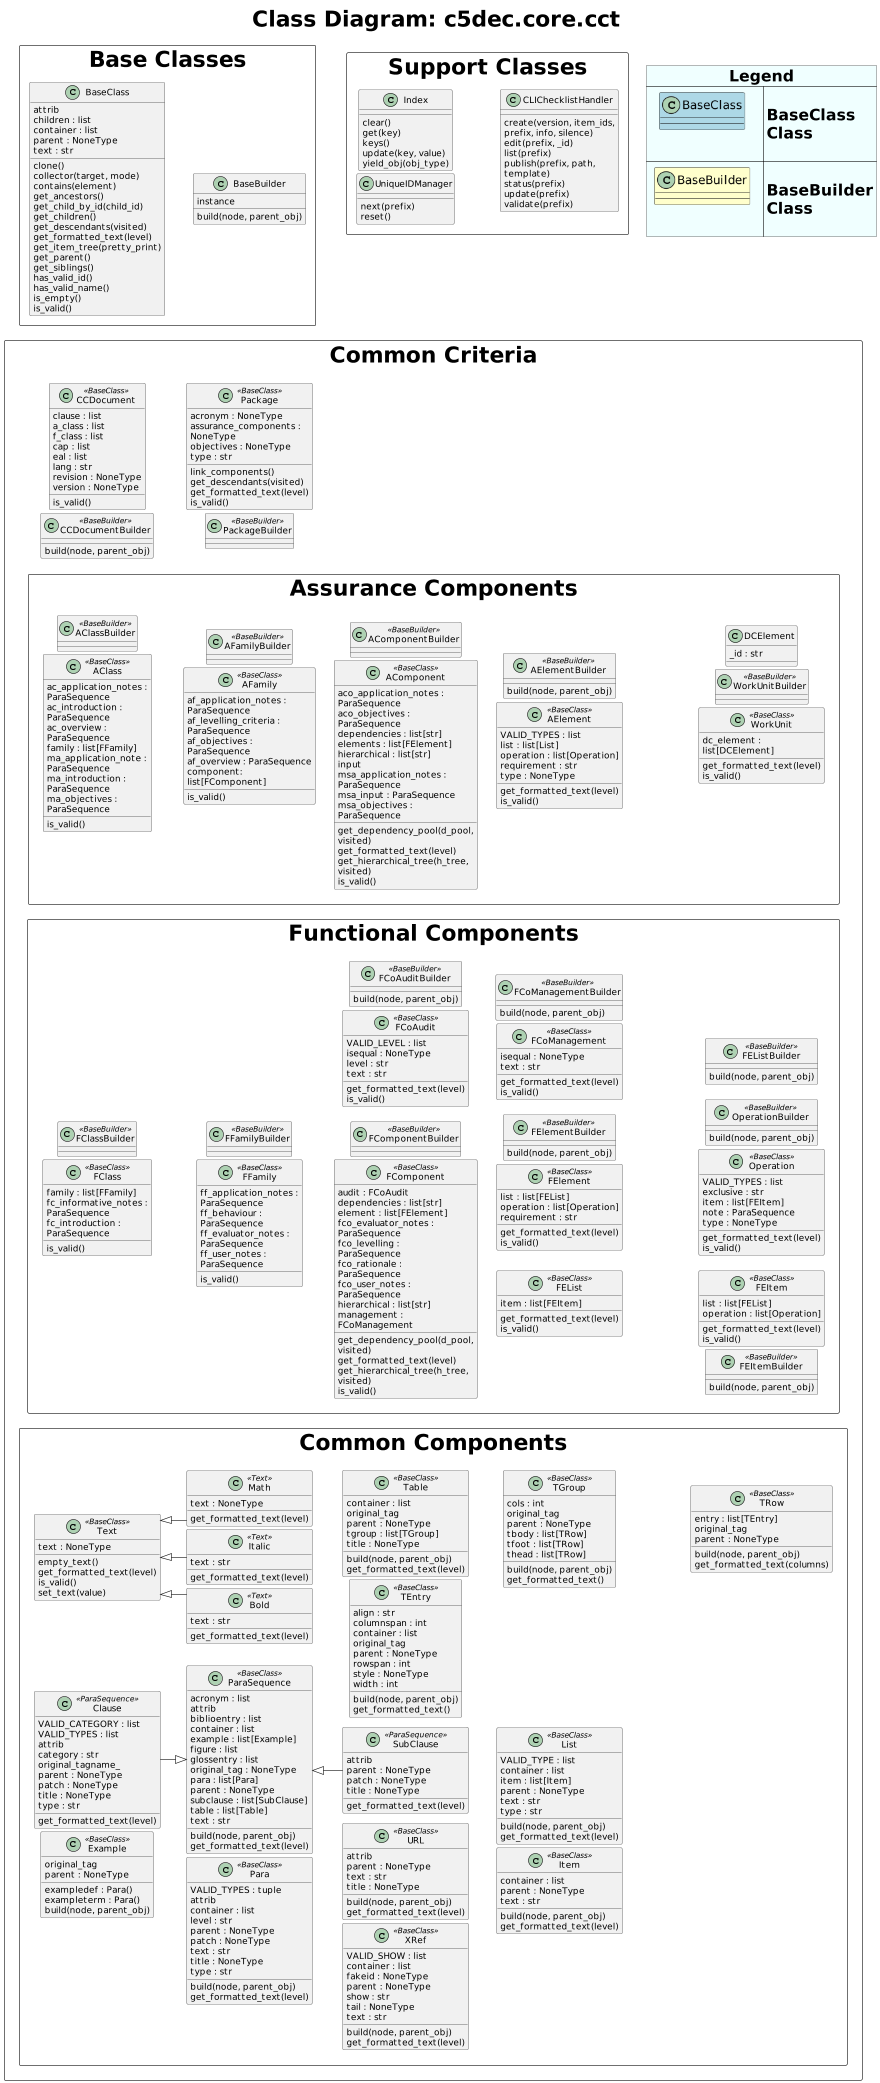 Class Diagram: c5dec.core.cct
Base Classes
C BaseClass
attrib
children : list
container : list
parent : NoneType
text : str
clone()
collector(target, mode)
contains(element)
get_ancestors()
get_child_by_id(child_id)
get_children()
get_descendants(visited)
get_formatted_text(level)
get_item_tree(pretty_print)
get_parent()
get_siblings()
has_valid_id()
has_valid_name()
is_empty()
is_valid()
C BaseBuilder
instance
build(node, parent_obj)
Support Classes
C Index
clear()
get(key)
keys()
update(key, value)
yield_obj(obj_type)
C UniqueIDManager
next(prefix)
reset()
C CLIChecklistHandler
create(version, item_ids,
prefix, info, silence)
edit(prefix, _id)
list(prefix)
publish(prefix, path,
template)
status(prefix)
update(prefix)
validate(prefix)
Legend
C BaseClass
BaseClass
Class
C BaseBuilder
BaseBuilder
Class
Common Criteria
C «BaseClass»
CCDocument
clause : list
a_class : list
f_class : list
cap : list
eal : list
lang : str
revision : NoneType
version : NoneType
is_valid()
C «BaseBuilder»
CCDocumentBuilder
build(node, parent_obj)
C «BaseClass»
Package
acronym : NoneType
assurance_components :
NoneType
objectives : NoneType
type : str
link_components()
get_descendants(visited)
get_formatted_text(level)
is_valid()
C «BaseBuilder»
PackageBuilder
Assurance Components
C «BaseBuilder»
AClassBuilder
C «BaseClass»
AClass
ac_application_notes :
ParaSequence
ac_introduction :
ParaSequence
ac_overview :
ParaSequence
family : list[FFamily]
ma_application_note :
ParaSequence
ma_introduction :
ParaSequence
ma_objectives :
ParaSequence
is_valid()
C «BaseBuilder»
AFamilyBuilder
C «BaseClass»
AFamily
af_application_notes :
ParaSequence
af_levelling_criteria :
ParaSequence
af_objectives :
ParaSequence
af_overview : ParaSequence
component:
list[FComponent]
is_valid()
C «BaseBuilder»
AComponentBuilder
C «BaseClass»
AComponent
aco_application_notes :
ParaSequence
aco_objectives :
ParaSequence
dependencies : list[str]
elements : list[FElement]
hierarchical : list[str]
input
msa_application_notes :
ParaSequence
msa_input : ParaSequence
msa_objectives :
ParaSequence
get_dependency_pool(d_pool,
visited)
get_formatted_text(level)
get_hierarchical_tree(h_tree,
visited)
is_valid()
C «BaseBuilder»
AElementBuilder
build(node, parent_obj)
C «BaseClass»
AElement
VALID_TYPES : list
list : list[List]
operation : list[Operation]
requirement : str
type : NoneType
get_formatted_text(level)
is_valid()
C DCElement
_id : str
C «BaseBuilder»
WorkUnitBuilder
C «BaseClass»
WorkUnit
dc_element :
list[DCElement]
get_formatted_text(level)
is_valid()
Functional Components
C «BaseBuilder»
FCoAuditBuilder
build(node, parent_obj)
C «BaseClass»
FCoAudit
VALID_LEVEL : list
isequal : NoneType
level : str
text : str
get_formatted_text(level)
is_valid()
C «BaseBuilder»
FCoManagementBuilder
build(node, parent_obj)
C «BaseClass»
FCoManagement
isequal : NoneType
text : str
get_formatted_text(level)
is_valid()
C «BaseBuilder»
FEListBuilder
build(node, parent_obj)
C «BaseBuilder»
FClassBuilder
C «BaseClass»
FClass
family : list[FFamily]
fc_informative_notes :
ParaSequence
fc_introduction :
ParaSequence
is_valid()
C «BaseBuilder»
FFamilyBuilder
C «BaseClass»
FFamily
ff_application_notes :
ParaSequence
ff_behaviour :
ParaSequence
ff_evaluator_notes :
ParaSequence
ff_user_notes :
ParaSequence
is_valid()
C «BaseBuilder»
FComponentBuilder
C «BaseClass»
FComponent
audit : FCoAudit
dependencies : list[str]
element : list[FElement]
fco_evaluator_notes :
ParaSequence
fco_levelling :
ParaSequence
fco_rationale :
ParaSequence
fco_user_notes :
ParaSequence
hierarchical : list[str]
management :
FCoManagement
get_dependency_pool(d_pool,
visited)
get_formatted_text(level)
get_hierarchical_tree(h_tree,
visited)
is_valid()
C «BaseBuilder»
FElementBuilder
build(node, parent_obj)
C «BaseClass»
FElement
list : list[FEList]
operation : list[Operation]
requirement : str
get_formatted_text(level)
is_valid()
C «BaseClass»
FEList
item : list[FEItem]
get_formatted_text(level)
is_valid()
C «BaseBuilder»
OperationBuilder
build(node, parent_obj)
C «BaseClass»
Operation
VALID_TYPES : list
exclusive : str
item : list[FEItem]
note : ParaSequence
type : NoneType
get_formatted_text(level)
is_valid()
C «BaseClass»
FEItem
list : list[FEList]
operation : list[Operation]
get_formatted_text(level)
is_valid()
C «BaseBuilder»
FEItemBuilder
build(node, parent_obj)
Common Components
C «BaseClass»
Text
text : NoneType
empty_text()
get_formatted_text(level)
is_valid()
set_text(value)
C «Text»
Math
text : NoneType
get_formatted_text(level)
C «Text»
Italic
text : str
get_formatted_text(level)
C «Text»
Bold
text : str
get_formatted_text(level)
C «BaseClass»
Table
container : list
original_tag
parent : NoneType
tgroup : list[TGroup]
title : NoneType
build(node, parent_obj)
get_formatted_text(level)
C «BaseClass»
TEntry
align : str
columnspan : int
container : list
original_tag
parent : NoneType
rowspan : int
style : NoneType
width : int
build(node, parent_obj)
get_formatted_text()
C «BaseClass»
TGroup
cols : int
original_tag
parent : NoneType
tbody : list[TRow]
tfoot : list[TRow]
thead : list[TRow]
build(node, parent_obj)
get_formatted_text()
C «BaseClass»
TRow
entry : list[TEntry]
original_tag
parent : NoneType
build(node, parent_obj)
get_formatted_text(columns)
C «ParaSequence»
Clause
VALID_CATEGORY : list
VALID_TYPES : list
attrib
category : str
original_tagname_
parent : NoneType
patch : NoneType
title : NoneType
type : str
get_formatted_text(level)
C «BaseClass»
Example
original_tag
parent : NoneType
exampledef : Para()
exampleterm : Para()
build(node, parent_obj)
C «BaseClass»
ParaSequence
acronym : list
attrib
biblioentry : list
container : list
example : list[Example]
figure : list
glossentry : list
original_tag : NoneType
para : list[Para]
parent : NoneType
subclause : list[SubClause]
table : list[Table]
text : str
build(node, parent_obj)
get_formatted_text(level)
C «BaseClass»
Para
VALID_TYPES : tuple
attrib
container : list
level : str
parent : NoneType
patch : NoneType
text : str
title : NoneType
type : str
build(node, parent_obj)
get_formatted_text(level)
C «ParaSequence»
SubClause
attrib
parent : NoneType
patch : NoneType
title : NoneType
get_formatted_text(level)
C «BaseClass»
URL
attrib
parent : NoneType
text : str
title : NoneType
build(node, parent_obj)
get_formatted_text(level)
C «BaseClass»
XRef
VALID_SHOW : list
container : list
fakeid : NoneType
parent : NoneType
show : str
tail : NoneType
text : str
build(node, parent_obj)
get_formatted_text(level)
C «BaseClass»
List
VALID_TYPE : list
container : list
item : list[Item]
parent : NoneType
text : str
type : str
build(node, parent_obj)
get_formatted_text(level)
C «BaseClass»
Item
container : list
parent : NoneType
text : str
build(node, parent_obj)
get_formatted_text(level)